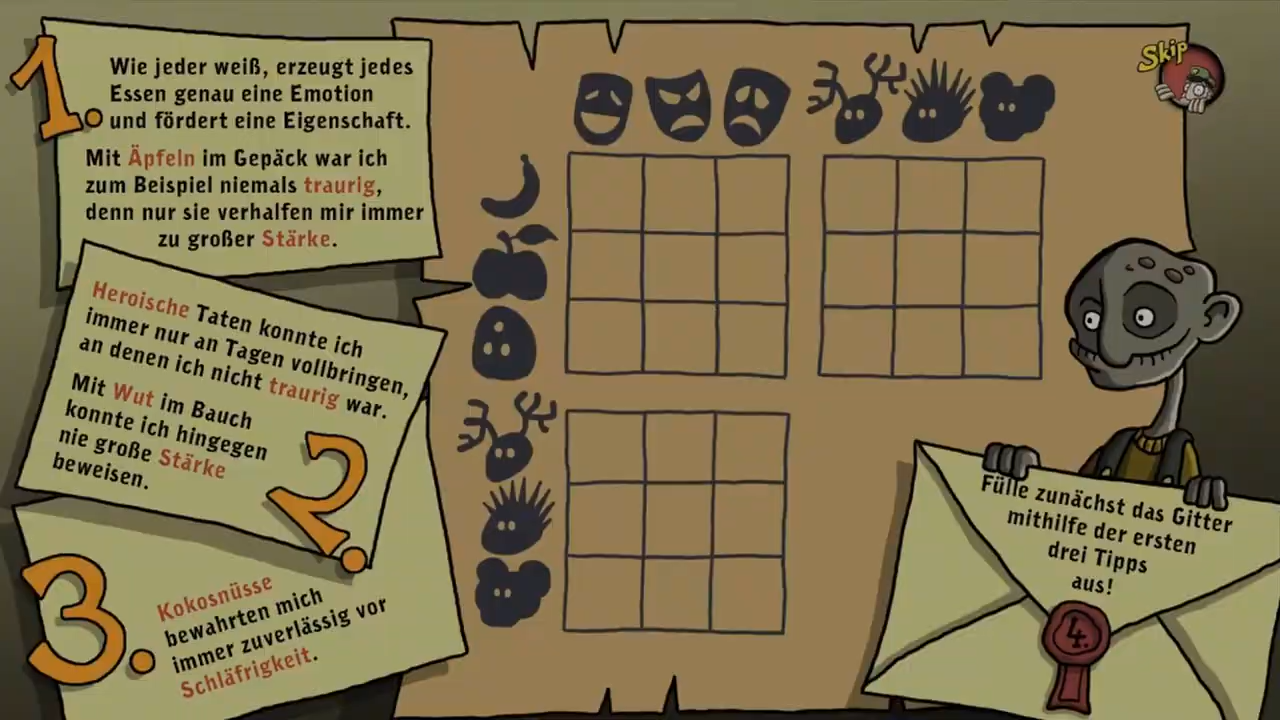 1.
Wie jeder weiß, erzeugt jedes
Essen genau eine Emotion
und fördert eine Eigenschaft.
Mit Äpfeln im Gepäck war ich
zum Beispiel niemals traurig,
denn nur sie verhalfen mir immer
zu großer Stärke.
Heroische Taten konnte ich
immer nur an Tagen vollbringen,
an denen ich nicht traurig war.
Mit Wut im Bauch
konnte ich hingegen
nie große Stärke
beweisen.
2.
3.
Kokosnüsse
bewahrten mich
immer zuverlässig vor
Schläfrigkeit.
Skip
Fülle zunächst das Gitter
mithilfe der ersten
drei Tipps
aus!
4.